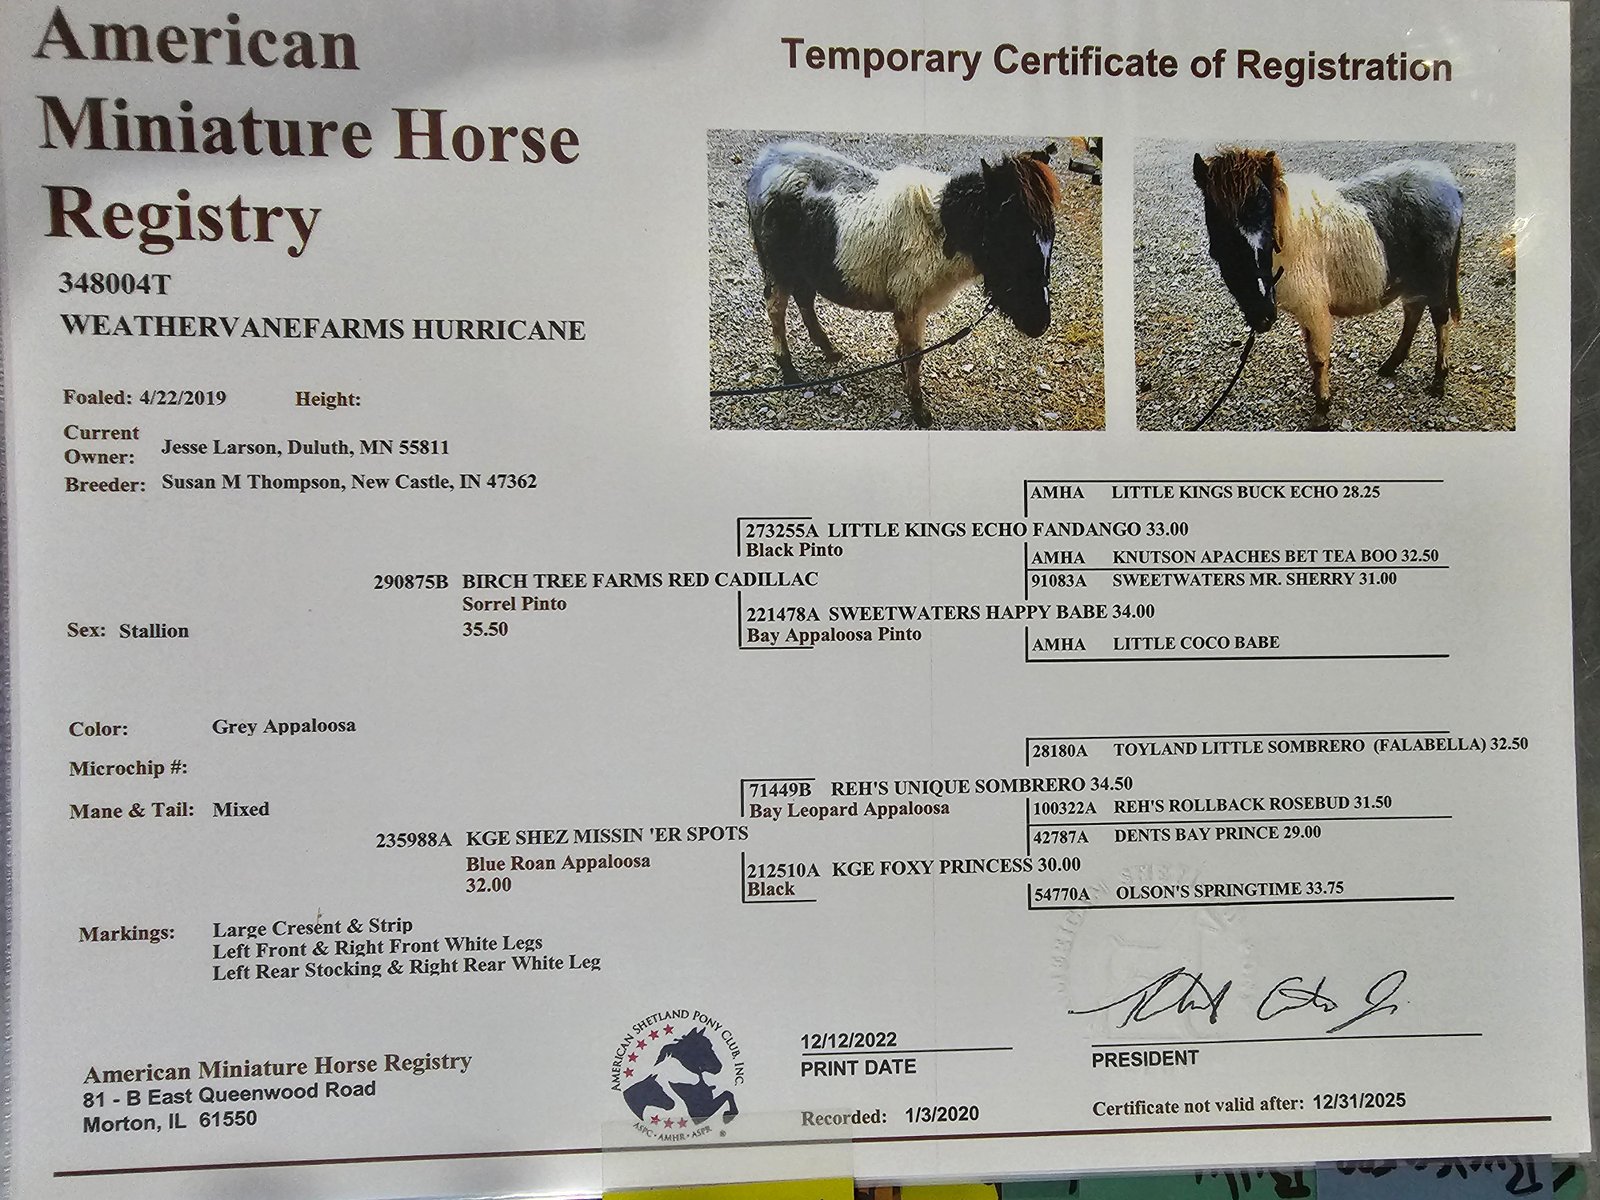 American
Miniature Horse
Registry
Temporary Certificate of Registration
348004T
WEATHERVANEFARMS HURRICANE
Foaled: 4/22/2019 Height:
Current
Owner: Jesse Larson, Duluth, MN 55811
Breeder: Susan M Thompson, New Castle, IN 47362
AMHA LITTLE KINGS BUCK ECHO 28.25
273255A LITTLE KINGS ECHO FANDANGO 33.00
Black Pinto
AMHA KNUTSON APACHES BET TEA BOO 32.50
290875B BIRCH TREE FARMS RED CADILLAC
91083A SWEETWATERS MR. SHERRY 31.00
Sorrel Pinto
221478A SWEETWATERS HAPPY BABE 34.00
Sex: Stallion
35.50
Bay Appaloosa Pinto
AMHA LITTLE COCO BABE
Color: Grey Appaloosa
28180A TOYLAND LITTLE SOMBRERO (FALABELLA) 32.50
Microchip #:
71449B REH'S UNIQUE SOMBRERO 34.50
Mane & Tail: Mixed
Bay Leopard Appaloosa
100322A REH'S ROLLBACK ROSEBUD 31.50
235988A KGE SHEZ MISSIN 'ER SPOTS
42787A DENTS BAY PRINCE 29.00
Blue Roan Appaloosa
212510A KGE FOXY PRINCESS 30.00
32.00
Black
54770A OLSON'S SPRINGTIME 33.75
Markings: Large Cresent & Strip
Left Front & Right Front White Legs
Left Rear Stocking & Right Rear White Leg
AMERICAN SHETLAND PONY CLUB, INC.
ASPC · AMHR · ASPR ®
12/12/2022
PRINT DATE
PRESIDENT
American Miniature Horse Registry
81 - B East Queenwood Road
Morton, IL 61550
Recorded: 1/3/2020
Certificate not valid after: 12/31/2025